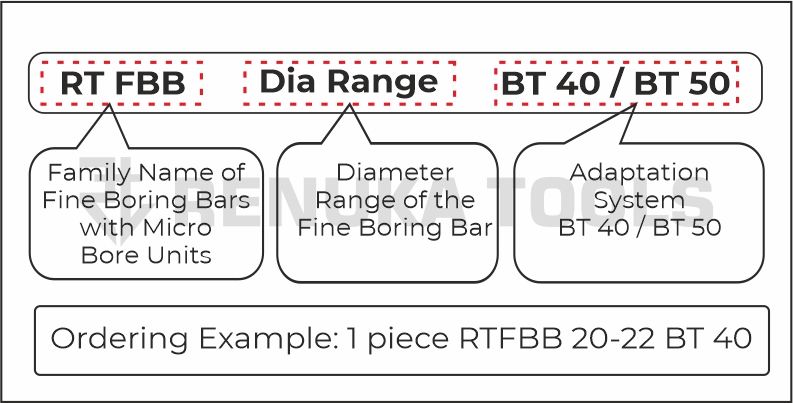 RT FBB Dia Range BT 40 / BT 50
Family Name of
Fine Boring Bars
with Micro
Bore Units
Diameter
Range of the
Fine Boring Bar
Adaptation
System
BT 40 / BT 50
RENUKA TOOLS
Ordering Example: 1 piece RTFBB 20-22 BT 40